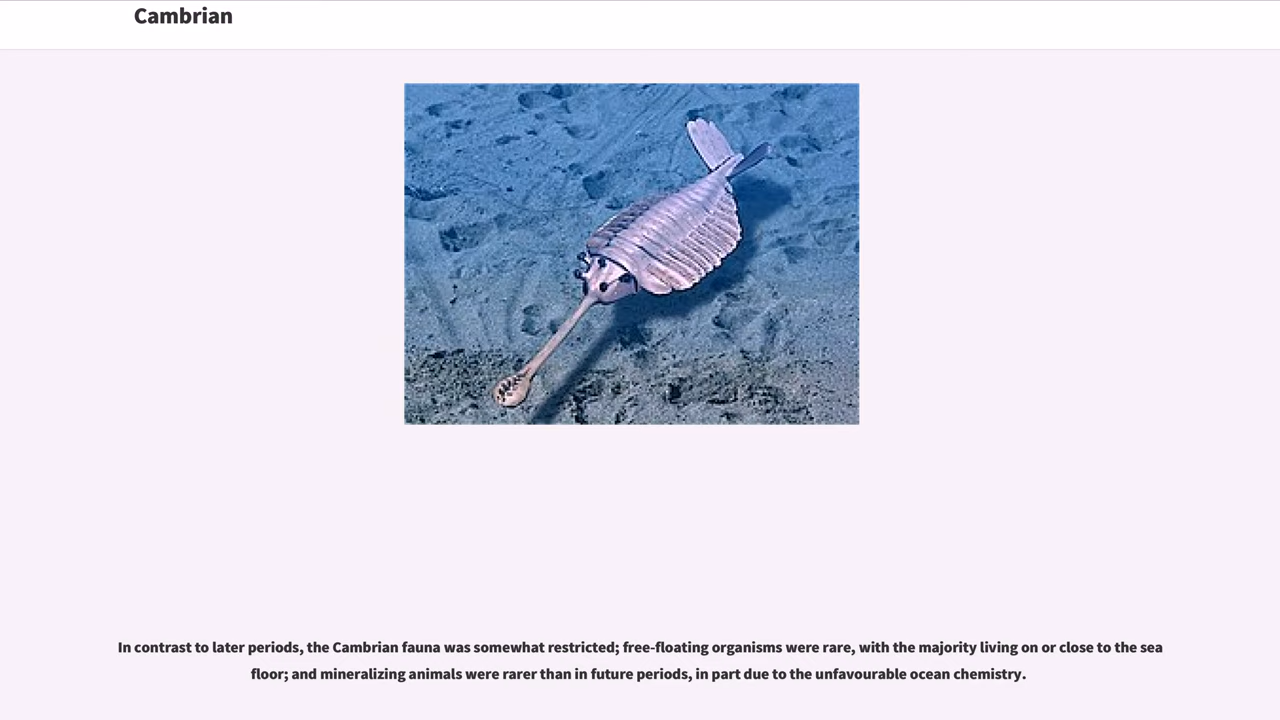 Cambrian
In contrast to later periods, the Cambrian fauna was somewhat restricted; free-floating organisms were rare, with the majority living on or close to the sea
floor; and mineralizing animals were rarer than in future periods, in part due to the unfavourable ocean chemistry.